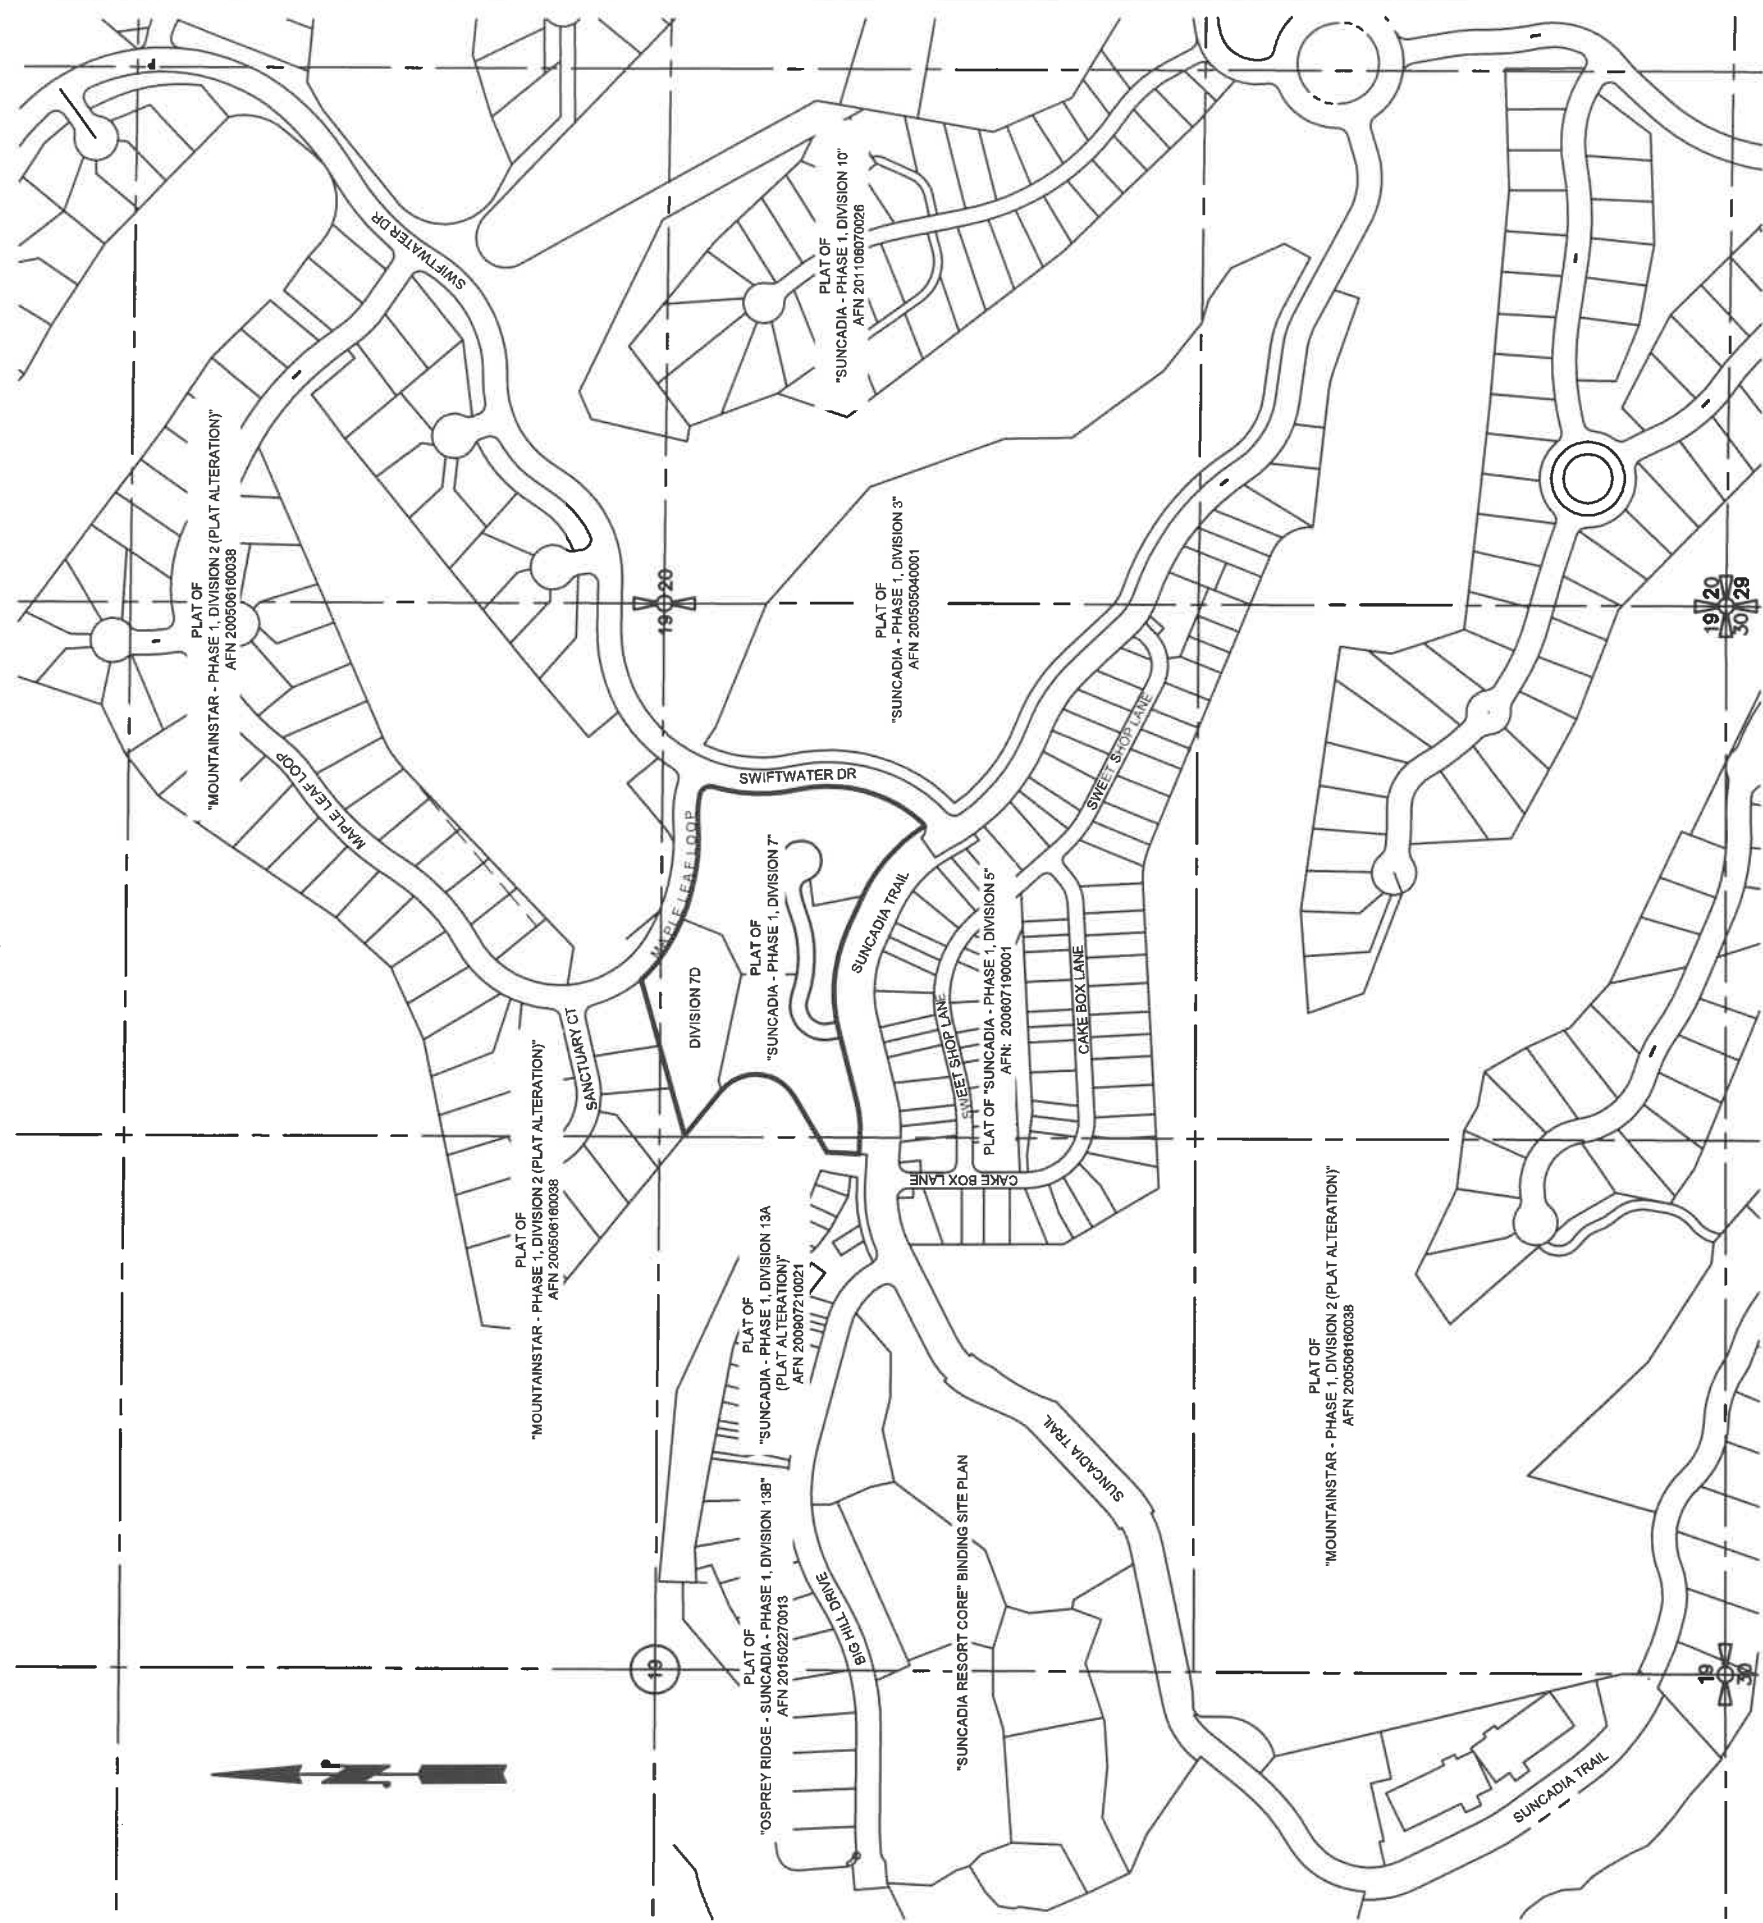 SWIFTWATER DR
PLAT OF
"SUNCADIA - PHASE 1, DIVISION 10"
AFN 201106070026
PLAT OF
"MOUNTAINSTAR - PHASE 1, DIVISION 2 (PLAT ALTERATION)"
AFN 200506160038
MAPLE LEAF LOOP
19 20
PLAT OF
"SUNCADIA - PHASE 1, DIVISION 3"
AFN 200505040001
19 20
30 29
SWIFTWATER DR
MAPLE LEAF LOOP
SWEET SHOP LANE
PLAT OF
"SUNCADIA - PHASE 1, DIVISION 7"
DIVISION 7D
SUNCADIA TRAIL
SANCTUARY CT
PLAT OF "SUNCADIA - PHASE 1, DIVISION 5"
AFN: 200607190001
SWEET SHOP LANE
CAKE BOX LANE
CAKE BOX LANE
PLAT OF
"MOUNTAINSTAR - PHASE 1, DIVISION 2 (PLAT ALTERATION)"
AFN 200506160038
PLAT OF
"SUNCADIA - PHASE 1, DIVISION 13A
(PLAT ALTERATION)"
AFN 200907210021
SUNCADIA TRAIL
PLAT OF
"MOUNTAINSTAR - PHASE 1, DIVISION 2 (PLAT ALTERATION)"
AFN 200506160038
PLAT OF
"OSPREY RIDGE - SUNCADIA - PHASE 1, DIVISION 13B"
AFN 201502270013
BIG HILL DRIVE
"SUNCADIA RESORT CORE" BINDING SITE PLAN
19
19
30
SUNCADIA TRAIL